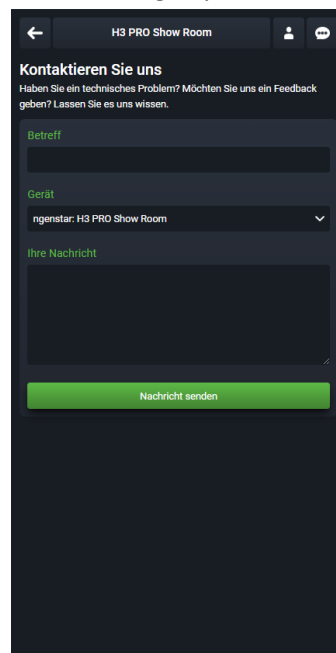 H3 PRO Show Room
Kontaktieren Sie uns
Haben Sie ein technisches Problem? Möchten Sie uns ein Feedback
geben? Lassen Sie es uns wissen.
Betreff
Gerät
ngenstar: H3 PRO Show Room
Ihre Nachricht
Nachricht senden